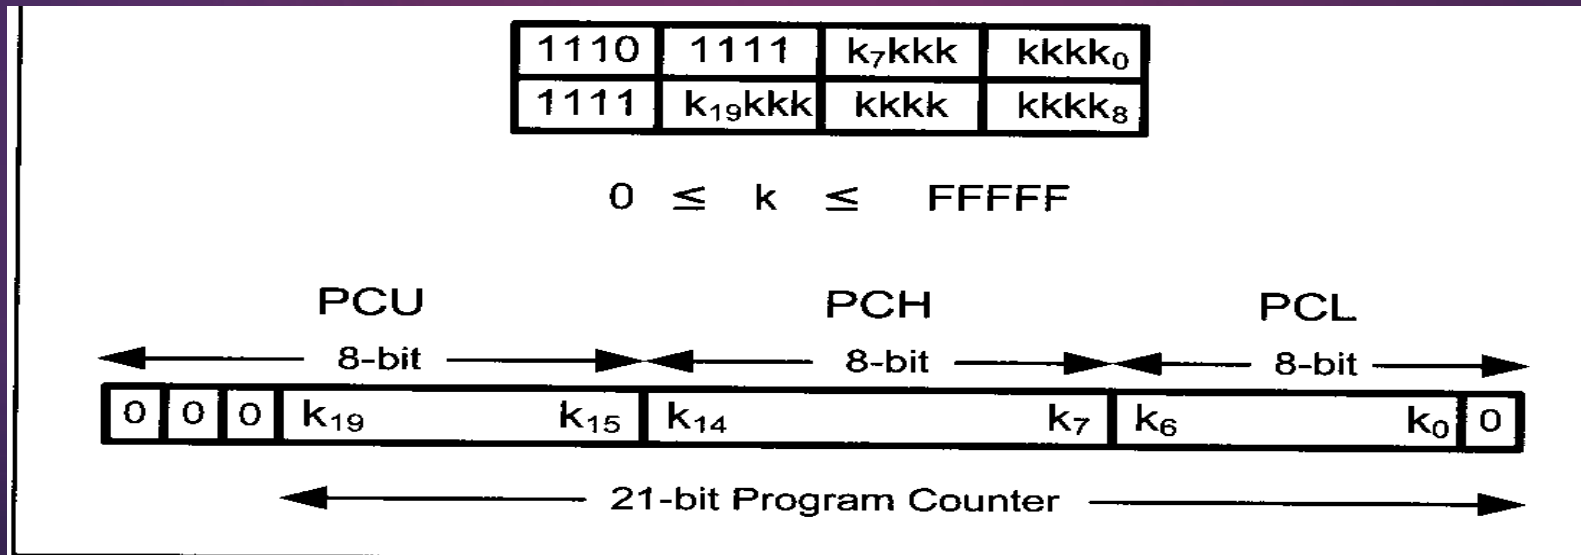 1110 1111 k₇kkk kkkk₀
1111 k₁₉kkk kkkk kkkk₈
0 ≤ k ≤ FFFFF
PCU PCH PCL
8-bit 8-bit 8-bit
0 0 0 k₁₉ k₁₅ k₁₄ k₇ k₆ k₀ 0
21-bit Program Counter